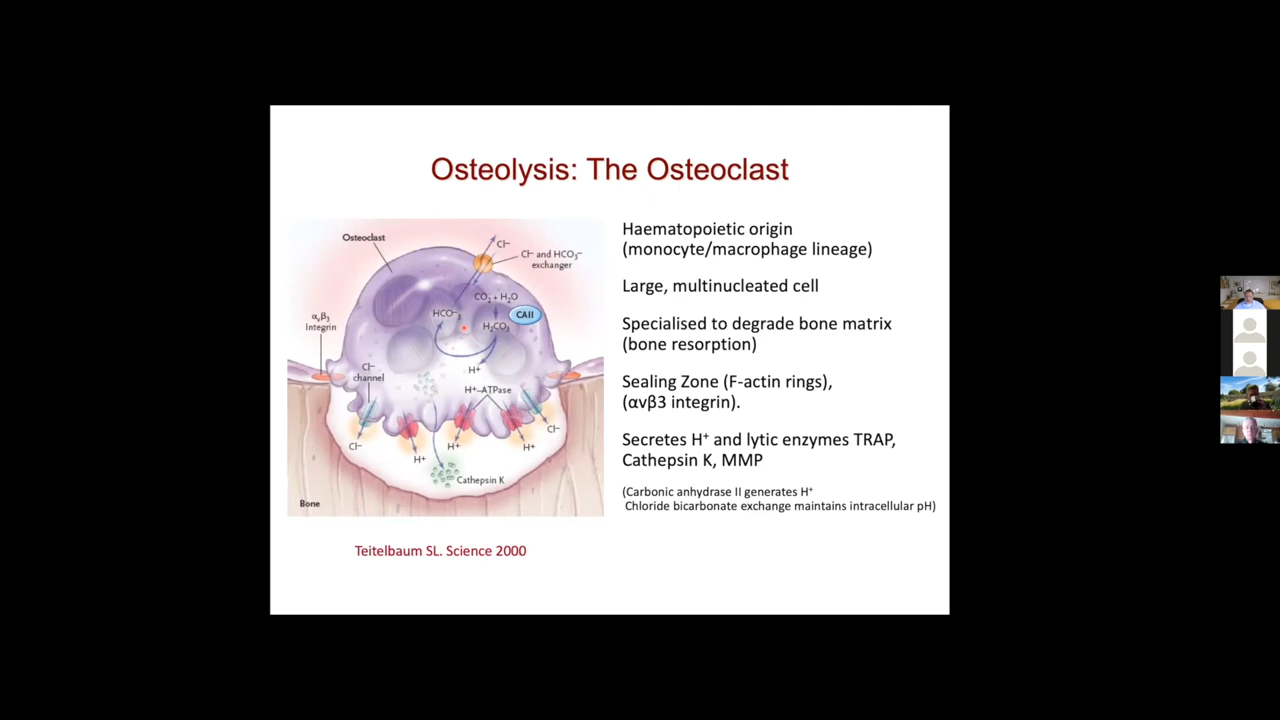 Osteolysis: The Osteoclast
Osteoclast
Cl⁻
Cl⁻ and HCO₃⁻
exchanger
CO₂ + H₂O
HCO⁻₃
CAII
H₂CO₃
αᵥβ₃
Integrin
Cl⁻
channel
H⁺
H⁺–ATPase
Cl⁻
H⁺
H⁺
H⁺
Cl⁻
Cathepsin K
Bone
Haematopoietic origin
(monocyte/macrophage lineage)
Large, multinucleated cell
Specialised to degrade bone matrix
(bone resorption)
Sealing Zone (F-actin rings),
(αvβ3 integrin).
Secretes H⁺ and lytic enzymes TRAP,
Cathepsin K, MMP
(Carbonic anhydrase II generates H⁺
Chloride bicarbonate exchange maintains intracellular pH)
Teitelbaum SL. Science 2000